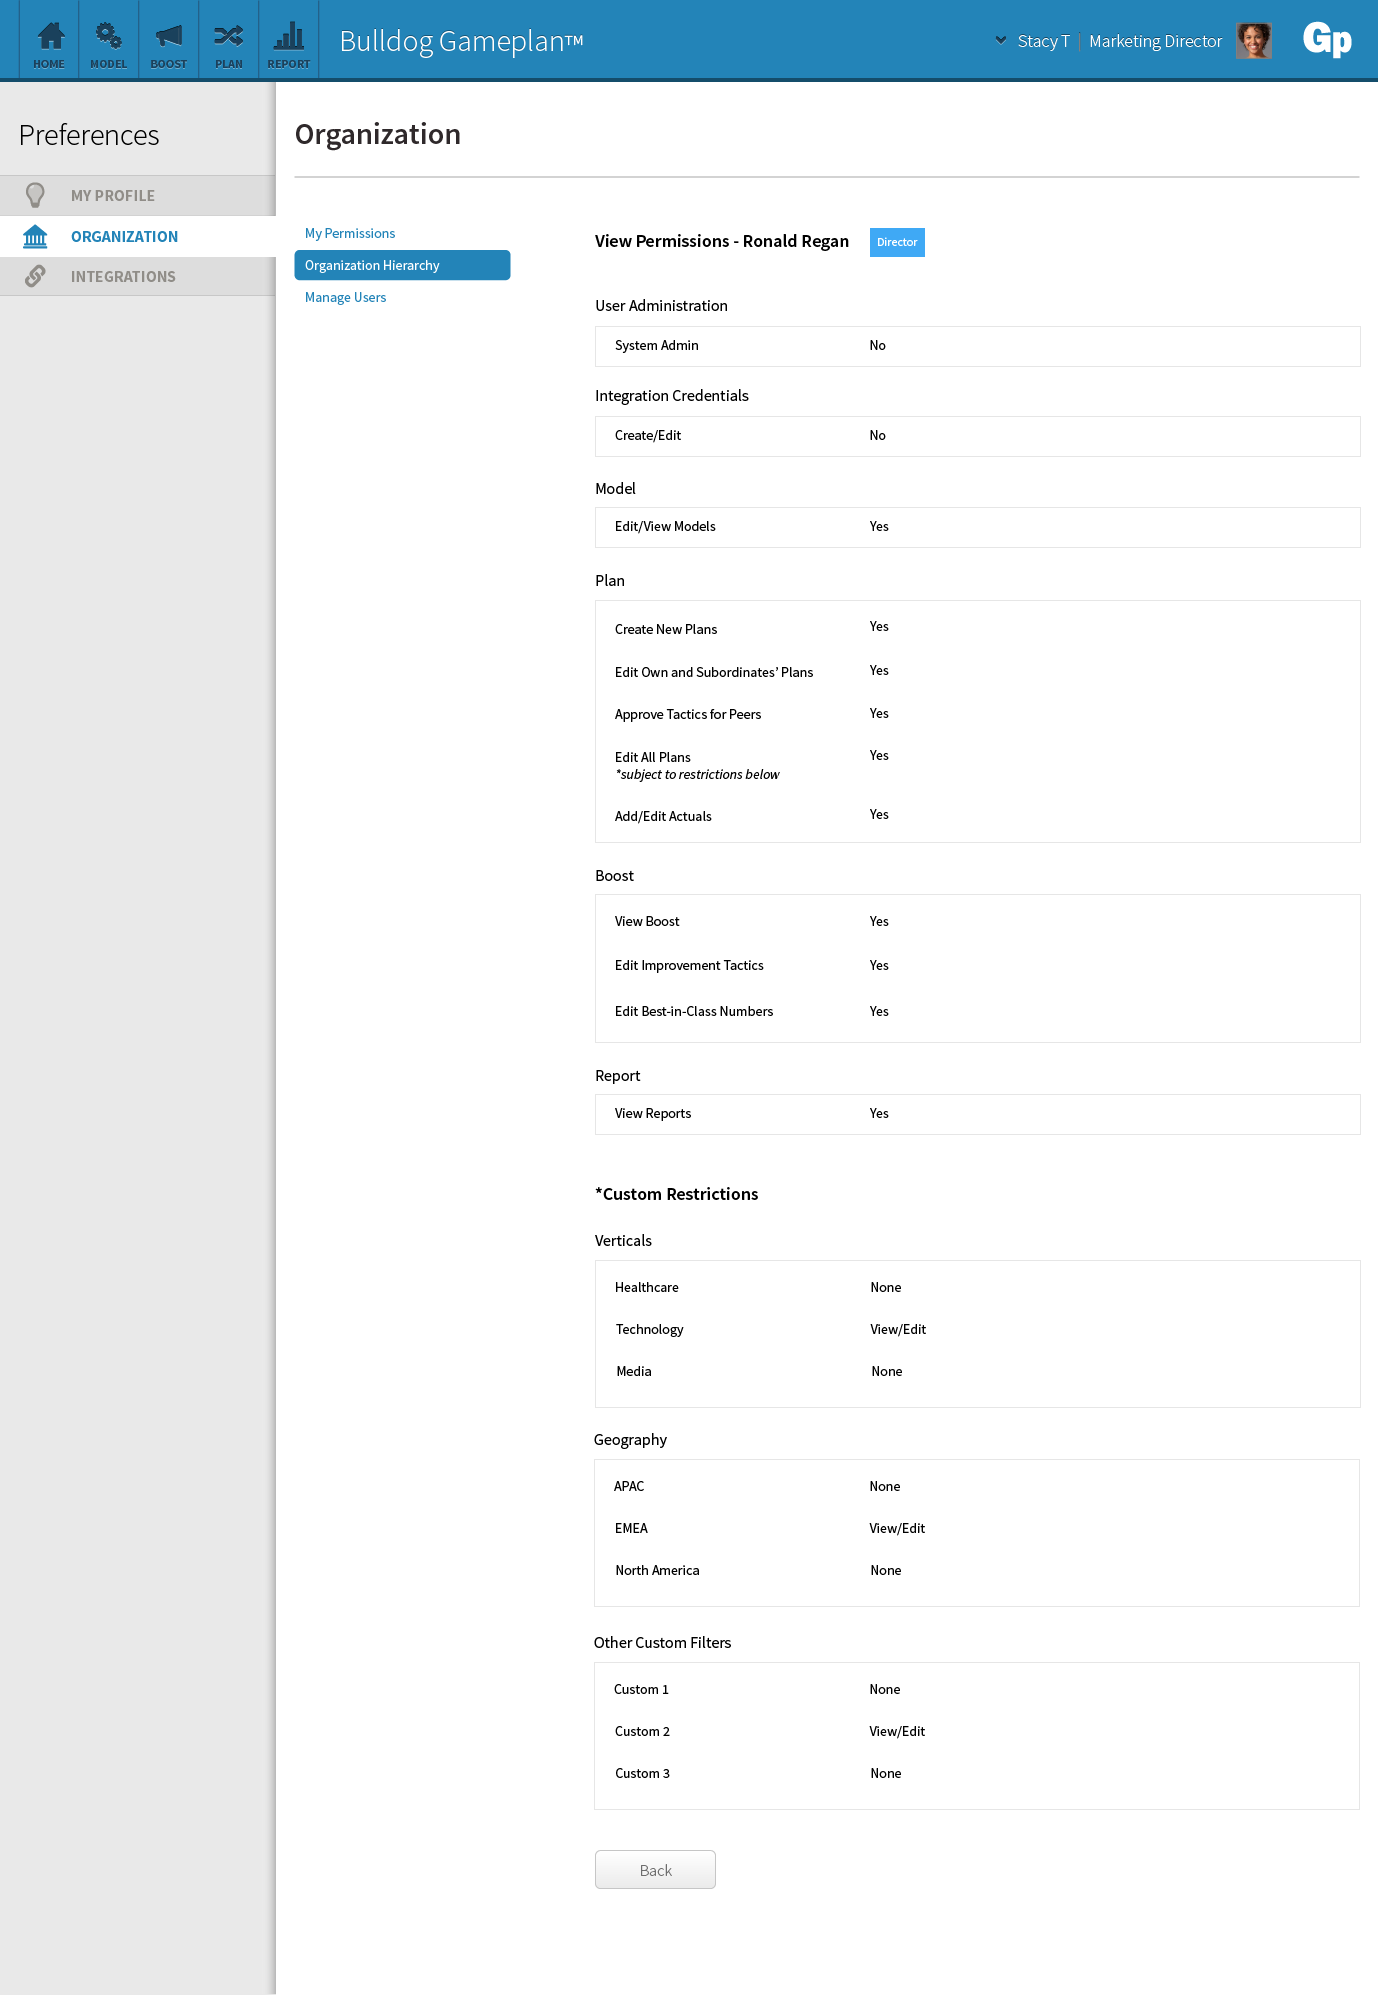 HOME
MODEL
BOOST
PLAN
REPORT
Bulldog Gameplan™
Stacy T
Marketing Director
Gp
Preferences
MY PROFILE
ORGANIZATION
INTEGRATIONS
Organization
My Permissions
Organization Hierarchy
Manage Users
View Permissions - Ronald Regan Director
User Administration
System Admin No
Integration Credentials
Create/Edit No
Model
Edit/View Models Yes
Plan
Create New Plans Yes
Edit Own and Subordinates’ Plans Yes
Approve Tactics for Peers Yes
Edit All Plans Yes
*subject to restrictions below
Add/Edit Actuals Yes
Boost
View Boost Yes
Edit Improvement Tactics Yes
Edit Best-in-Class Numbers Yes
Report
View Reports Yes
*Custom Restrictions
Verticals
Healthcare None
Technology View/Edit
Media None
Geography
APAC None
EMEA View/Edit
North America None
Other Custom Filters
Custom 1 None
Custom 2 View/Edit
Custom 3 None
Back